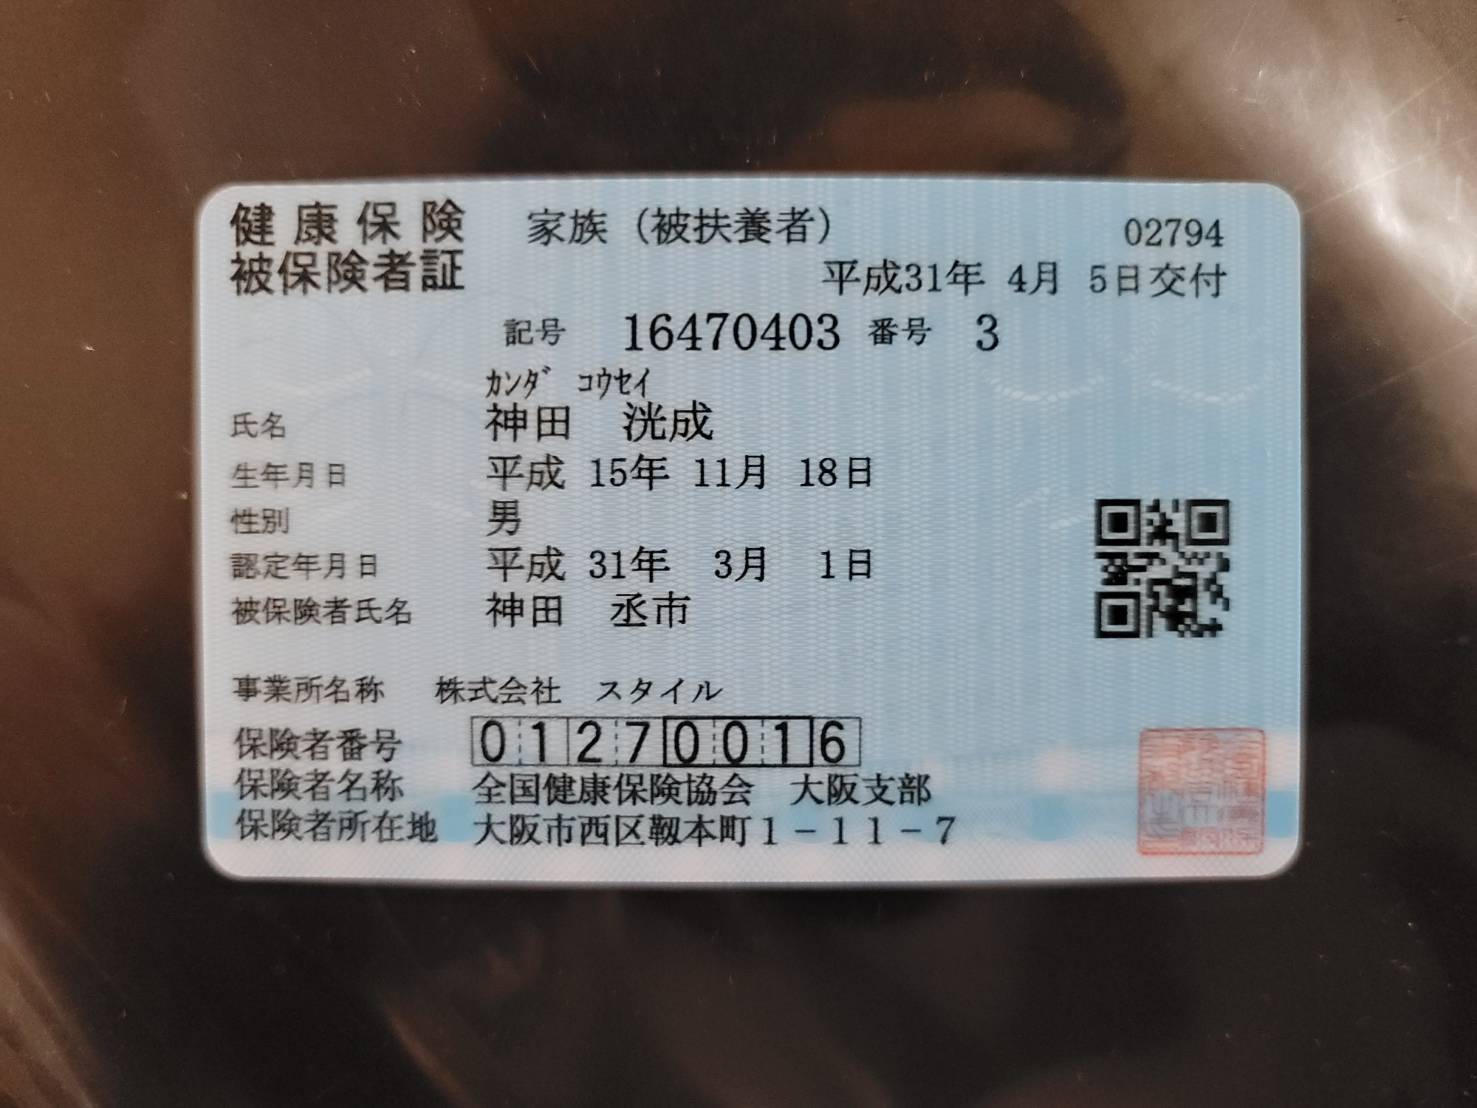 健康保険 家族（被扶養者） 02794
被保険者証 平成31年 4月 5日交付
記号 16470403 番号 3
ｶﾝﾀﾞ ｺｳｾｲ
氏名 神田 洸成
生年月日 平成 15年 11月 18日
性別 男
認定年月日 平成 31年 3月 1日
被保険者氏名 神田 丞市
事業所名称 株式会社 スタイル
保険者番号 01270016
保険者名称 全国健康保険協会 大阪支部
保険者所在地 大阪市西区靱本町１－１１－７